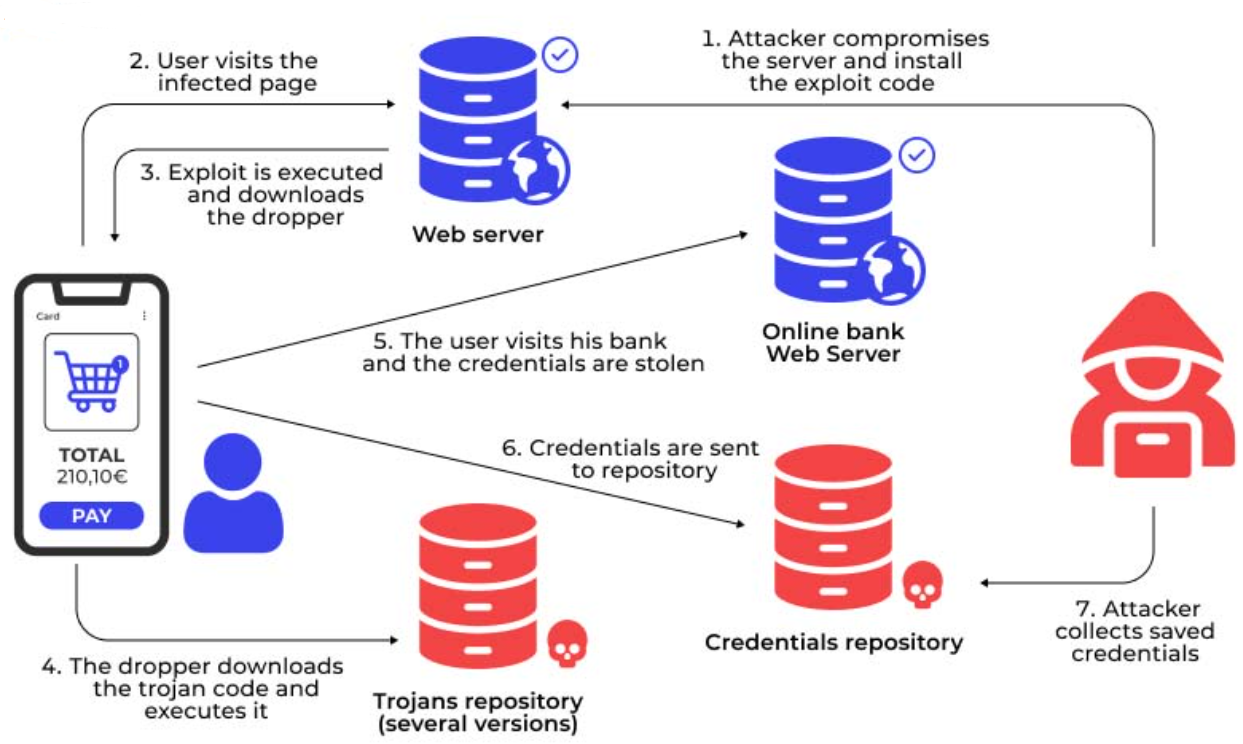 2. User visits the
infected page
1. Attacker compromises
the server and install
the exploit code
3. Exploit is executed
and downloads
the dropper
Web server
Card
1
TOTAL
210,10€
PAY
5. The user visits his bank
and the credentials are stolen
Online bank
Web Server
6. Credentials are sent
to repository
4. The dropper downloads
the trojan code and
executes it
Trojans repository
(several versions)
Credentials repository
7. Attacker
collects saved
credentials